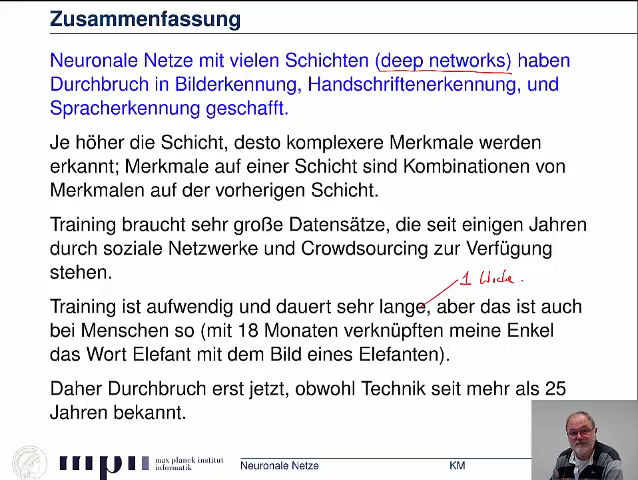 Zusammenfassung
Neuronale Netze mit vielen Schichten (deep networks) haben
Durchbruch in Bilderkennung, Handschriftenerkennung, und
Spracherkennung geschafft.
Je höher die Schicht, desto komplexere Merkmale werden
erkannt; Merkmale auf einer Schicht sind Kombinationen von
Merkmalen auf der vorherigen Schicht.
Training braucht sehr große Datensätze, die seit einigen Jahren
durch soziale Netzwerke und Crowdsourcing zur Verfügung
stehen.
1 Woche.
Training ist aufwendig und dauert sehr lange, aber das ist auch
bei Menschen so (mit 18 Monaten verknüpften meine Enkel
das Wort Elefant mit dem Bild eines Elefanten).
Daher Durchbruch erst jetzt, obwohl Technik seit mehr als 25
Jahren bekannt.
max planck institut
informatik
Neuronale Netze
KM